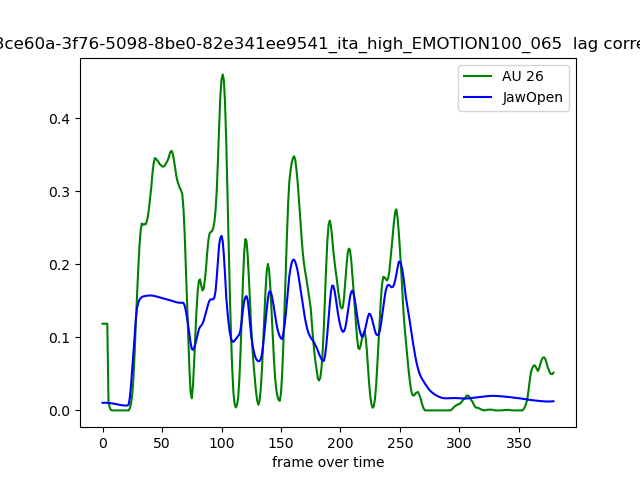 3ce60a-3f76-5098-8be0-82e341ee9541_ita_high_EMOTION100_065 lag corre
AU 26
JawOpen
0.4
0.3
0.2
0.1
0.0
0 50 100 150 200 250 300 350
frame over time